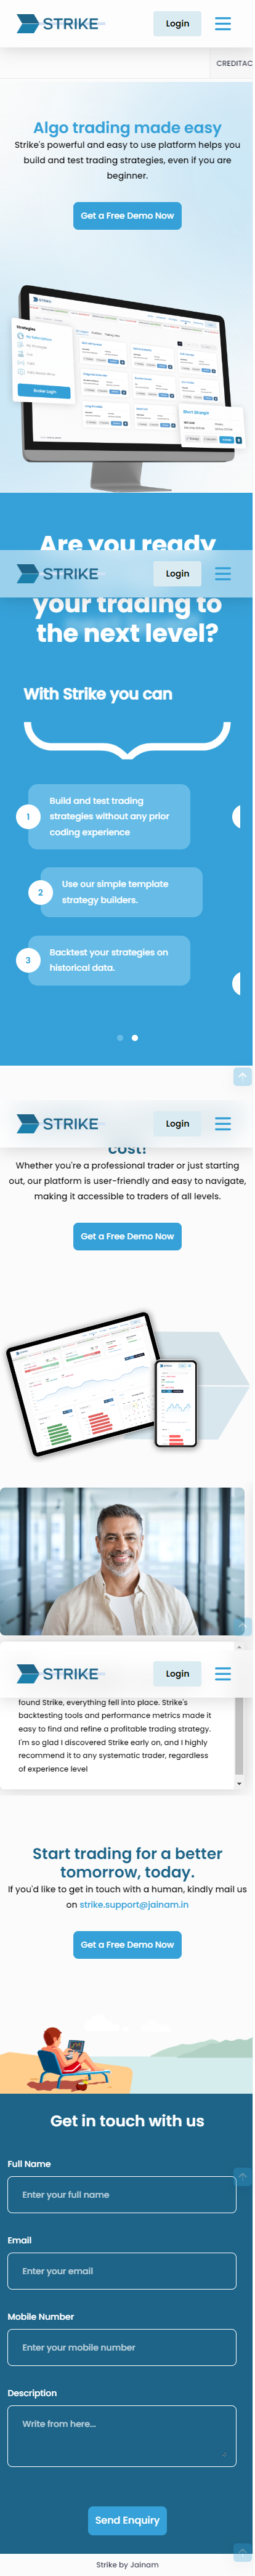 STRIKE
Login
CREDITAC
Algo trading made easy
Strike's powerful and easy to use platform helps you
build and test trading strategies, even if you are
beginner.
Get a Free Demo Now
STRIKE
Strategies
Broker Login
Short Strangle
Are you ready
STRIKE
Login
your trading to
the next level?
With Strike you can
1
Build and test trading
strategies without any prior
coding experience
2
Use our simple template
strategy builders.
3
Backtest your strategies on
historical data.
STRIKE
Login
cost!
Whether you're a professional trader or just starting
out, our platform is user-friendly and easy to navigate,
making it accessible to traders of all levels.
Get a Free Demo Now
STRIKE
Login
found Strike, everything fell into place. Strike's
backtesting tools and performance metrics made it
easy to find and refine a profitable trading strategy.
I'm so glad I discovered Strike early on, and I highly
recommend it to any systematic trader, regardless
of experience level
Start trading for a better
tomorrow, today.
If you'd like to get in touch with a human, kindly mail us
on strike.support@jainam.in
Get a Free Demo Now
Get in touch with us
Full Name
Enter your full name
Email
Enter your email
Mobile Number
Enter your mobile number
Description
Write from here...
Send Enquiry
Strike by Jainam